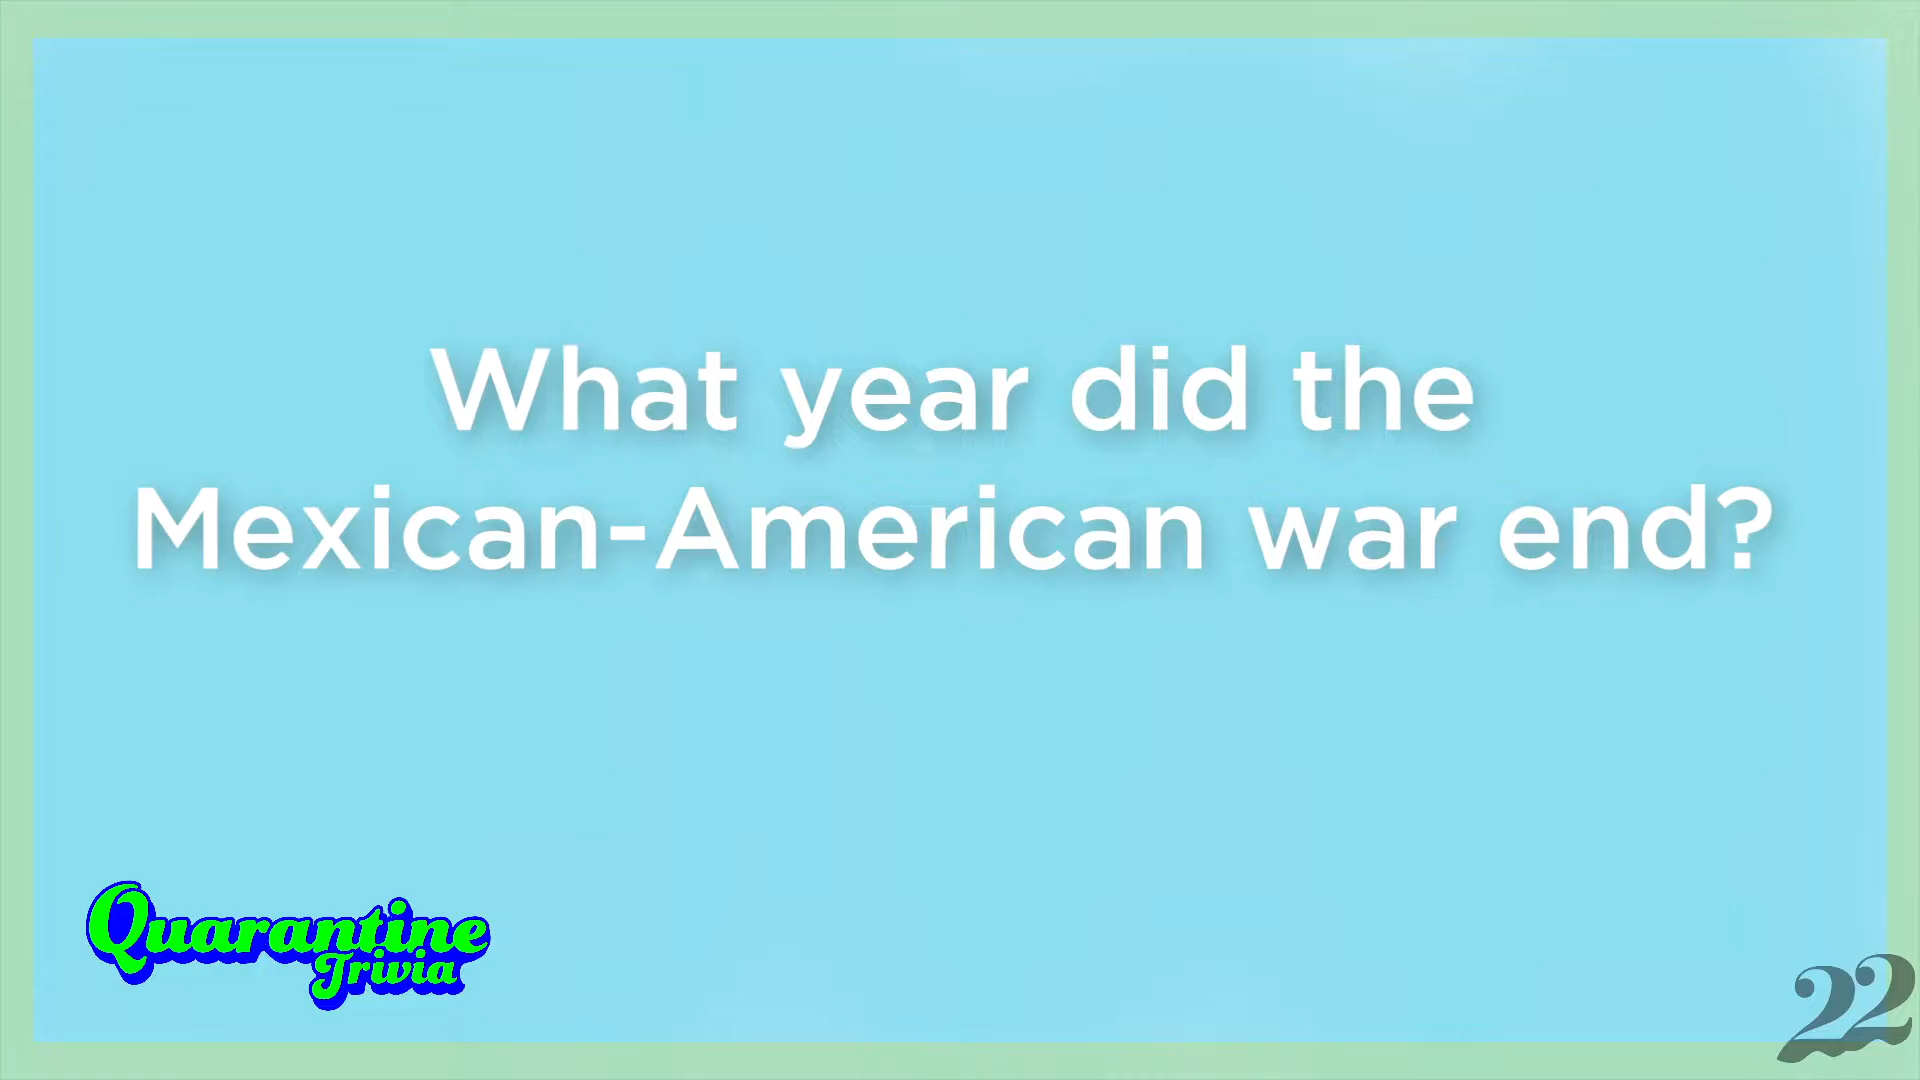 What year did the
Mexican-American war end?
Quarantine
Trivia
22